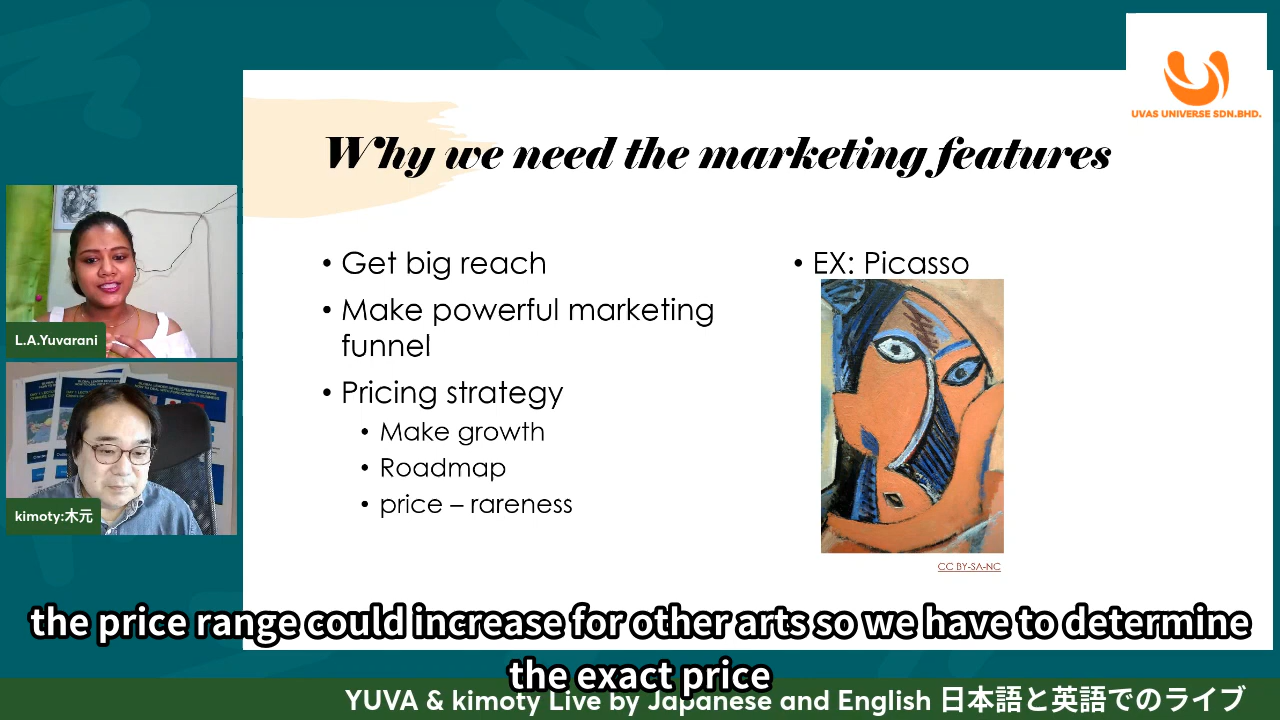 UVAS UNIVERSE SDN.BHD.
Why we need the marketing features
• Get big reach
• Make powerful marketing
funnel
• Pricing strategy
• Make growth
• Roadmap
• price – rareness
• EX: Picasso
CC BY-SA-NC
L.A.Yuvarani
kimoty:木元
the price range could increase for other arts so we have to determine
the exact price
YUVA & kimoty Live by Japanese and English 日本語と英語でのライブ